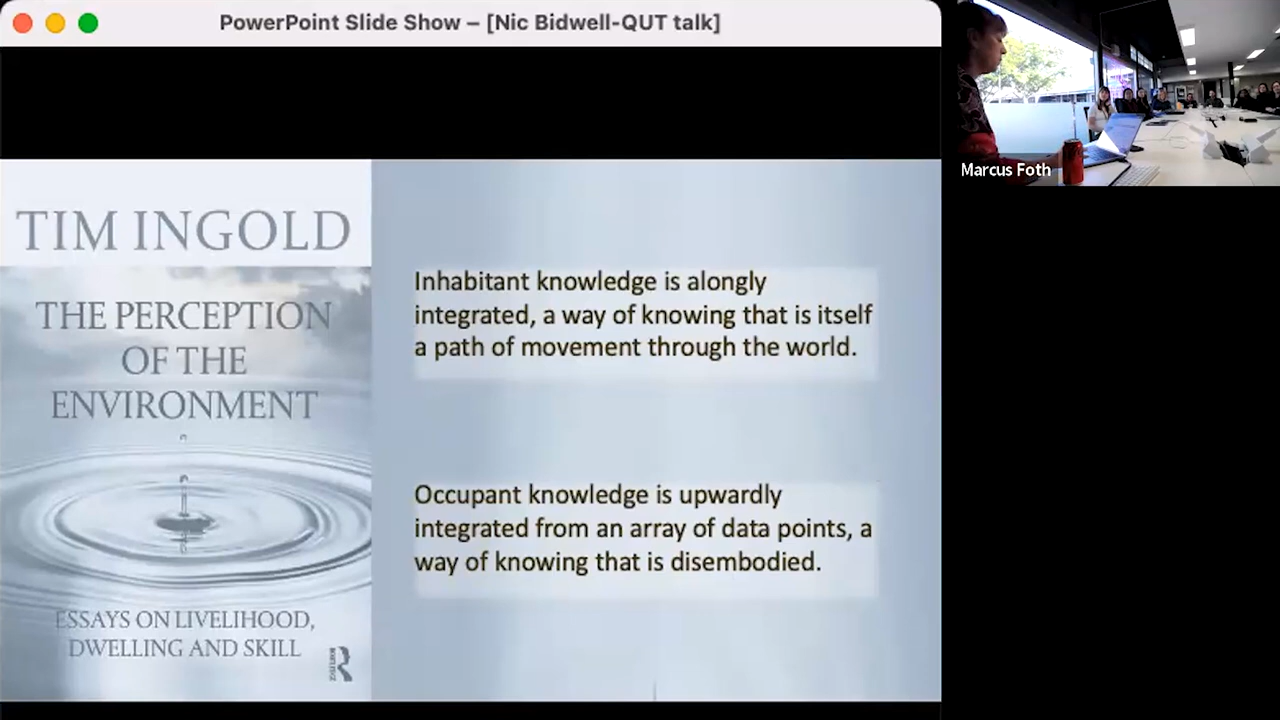 PowerPoint Slide Show – [Nic Bidwell-QUT talk]
TIM INGOLD
THE PERCEPTION
OF THE
ENVIRONMENT
ESSAYS ON LIVELIHOOD,
DWELLING AND SKILL
Inhabitant knowledge is alongly
integrated, a way of knowing that is itself
a path of movement through the world.
Occupant knowledge is upwardly
integrated from an array of data points, a
way of knowing that is disembodied.
Marcus Foth